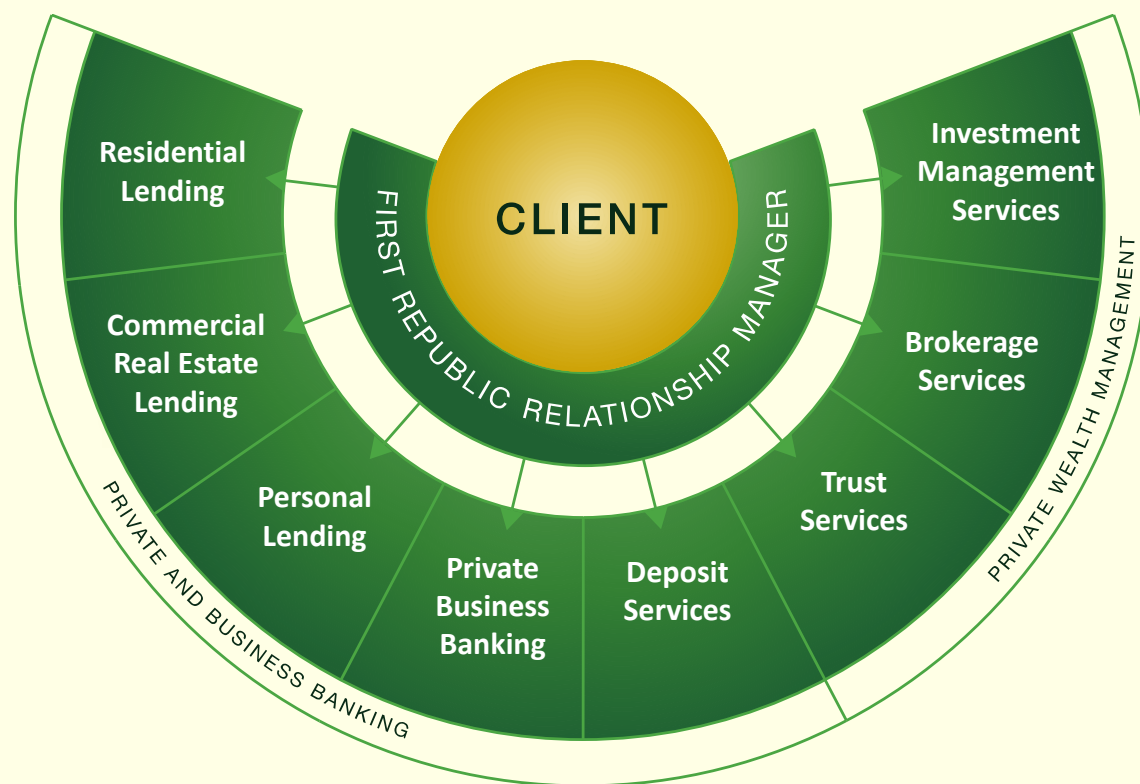 CLIENT
FIRST REPUBLIC RELATIONSHIP MANAGER
Residential
Lending
Commercial
Real Estate
Lending
Personal
Lending
Private
Business
Banking
Deposit
Services
Trust
Services
Brokerage
Services
Investment
Management
Services
PRIVATE AND BUSINESS BANKING
PRIVATE WEALTH MANAGEMENT